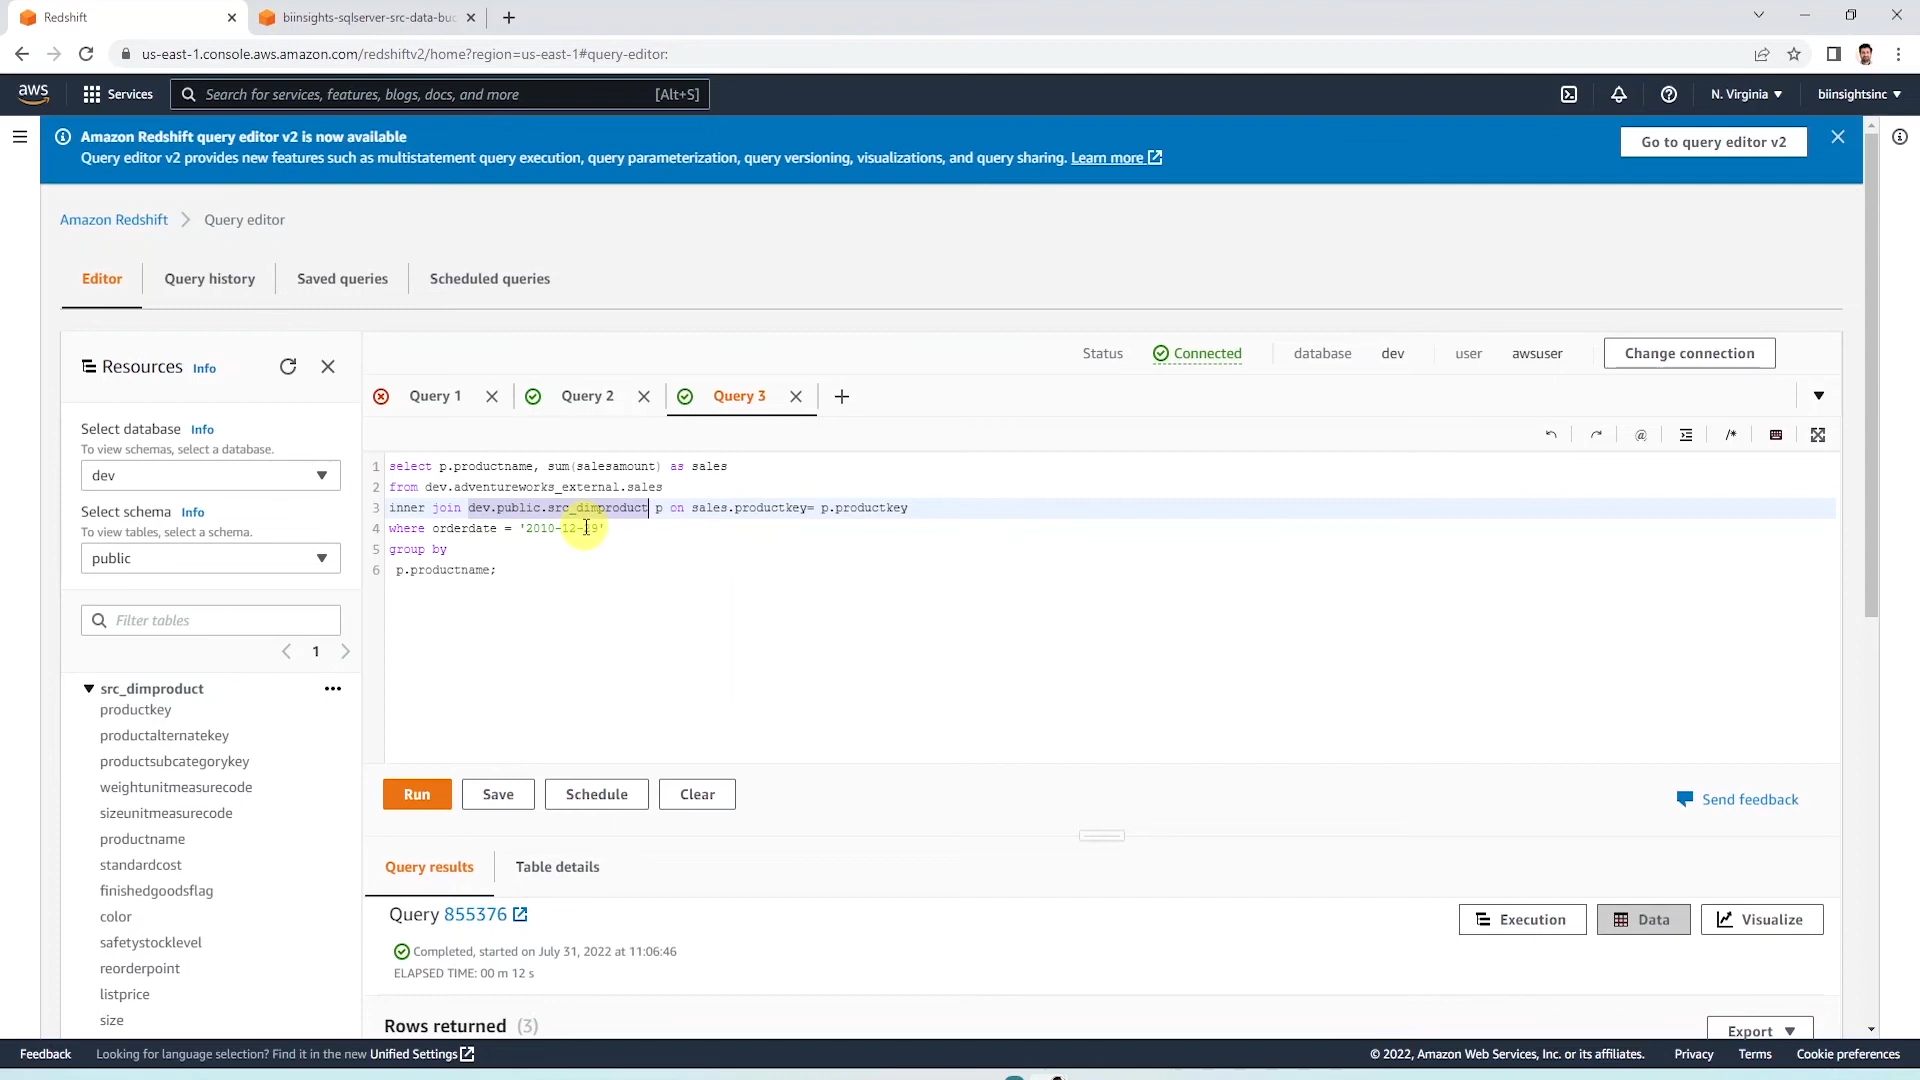 Redshift
biinsights-sqlserver-src-data-buc
us-east-1.console.aws.amazon.com/redshiftv2/home?region=us-east-1#query-editor:
aws
Services
Search for services, features, blogs, docs, and more
[Alt+S]
N. Virginia
biinsightsinc
Amazon Redshift query editor v2 is now available
Query editor v2 provides new features such as multistatement query execution, query parameterization, query versioning, visualizations, and query sharing. Learn more
Go to query editor v2
Amazon Redshift
Query editor
Editor
Query history
Saved queries
Scheduled queries
Resources Info
Select database Info
To view schemas, select a database.
dev
Select schema Info
To view tables, select a schema.
public
Filter tables
1
src_dimproduct
productkey
productalternatekey
productsubcategorykey
weightunitmeasurecode
sizeunitmeasurecode
productname
standardcost
finishedgoodsflag
color
safetystocklevel
reorderpoint
listprice
size
Status
Connected
database
dev
user
awsuser
Change connection
Query 1
Query 2
Query 3
@
/*
1 select p.productname, sum(salesamount) as sales
2 from dev.adventureworks_external.sales
3 inner join dev.public.src_dimproduct p on sales.productkey= p.productkey
4 where orderdate = '2010-12-29'
5 group by
6 p.productname;
Run
Save
Schedule
Clear
Send feedback
Query results
Table details
Query 855376
Execution
Data
Visualize
Completed, started on July 31, 2022 at 11:06:46
ELAPSED TIME: 00 m 12 s
Rows returned (3)
Export
Feedback
Looking for language selection? Find it in the new Unified Settings
© 2022, Amazon Web Services, Inc. or its affiliates.
Privacy
Terms
Cookie preferences